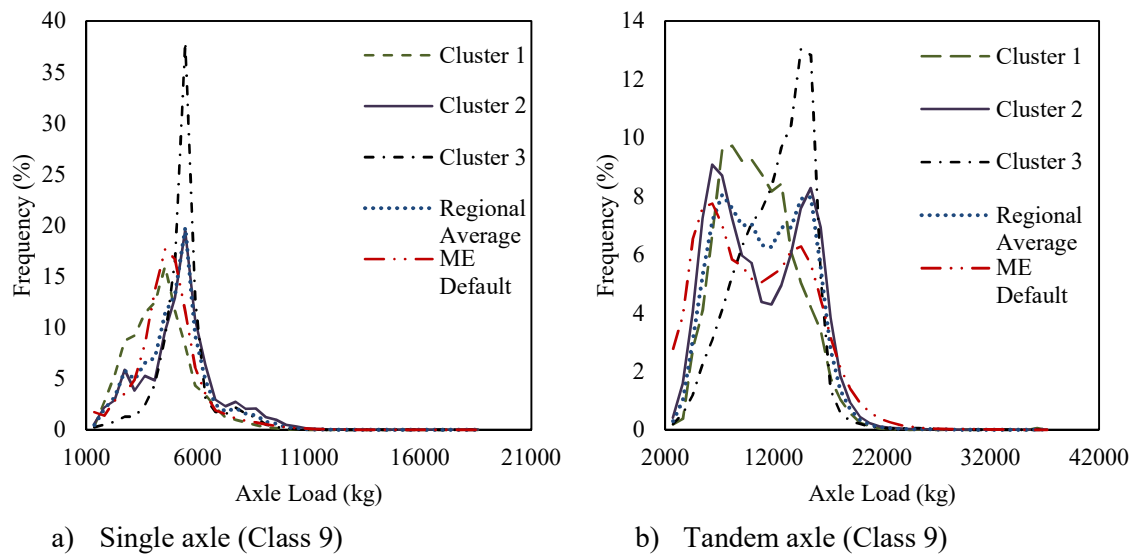 40
35
30
25
20
15
10
5
0
Frequency (%)
1000
6000
11000
16000
21000
Axle Load (kg)
Cluster 1
Cluster 2
Cluster 3
Regional
Average
ME
Default
a) Single axle (Class 9)
14
12
10
8
6
4
2
0
Frequency (%)
2000
12000
22000
32000
42000
Axle Load (kg)
Cluster 1
Cluster 2
Cluster 3
Regional
Average
ME
Default
b) Tandem axle (Class 9)